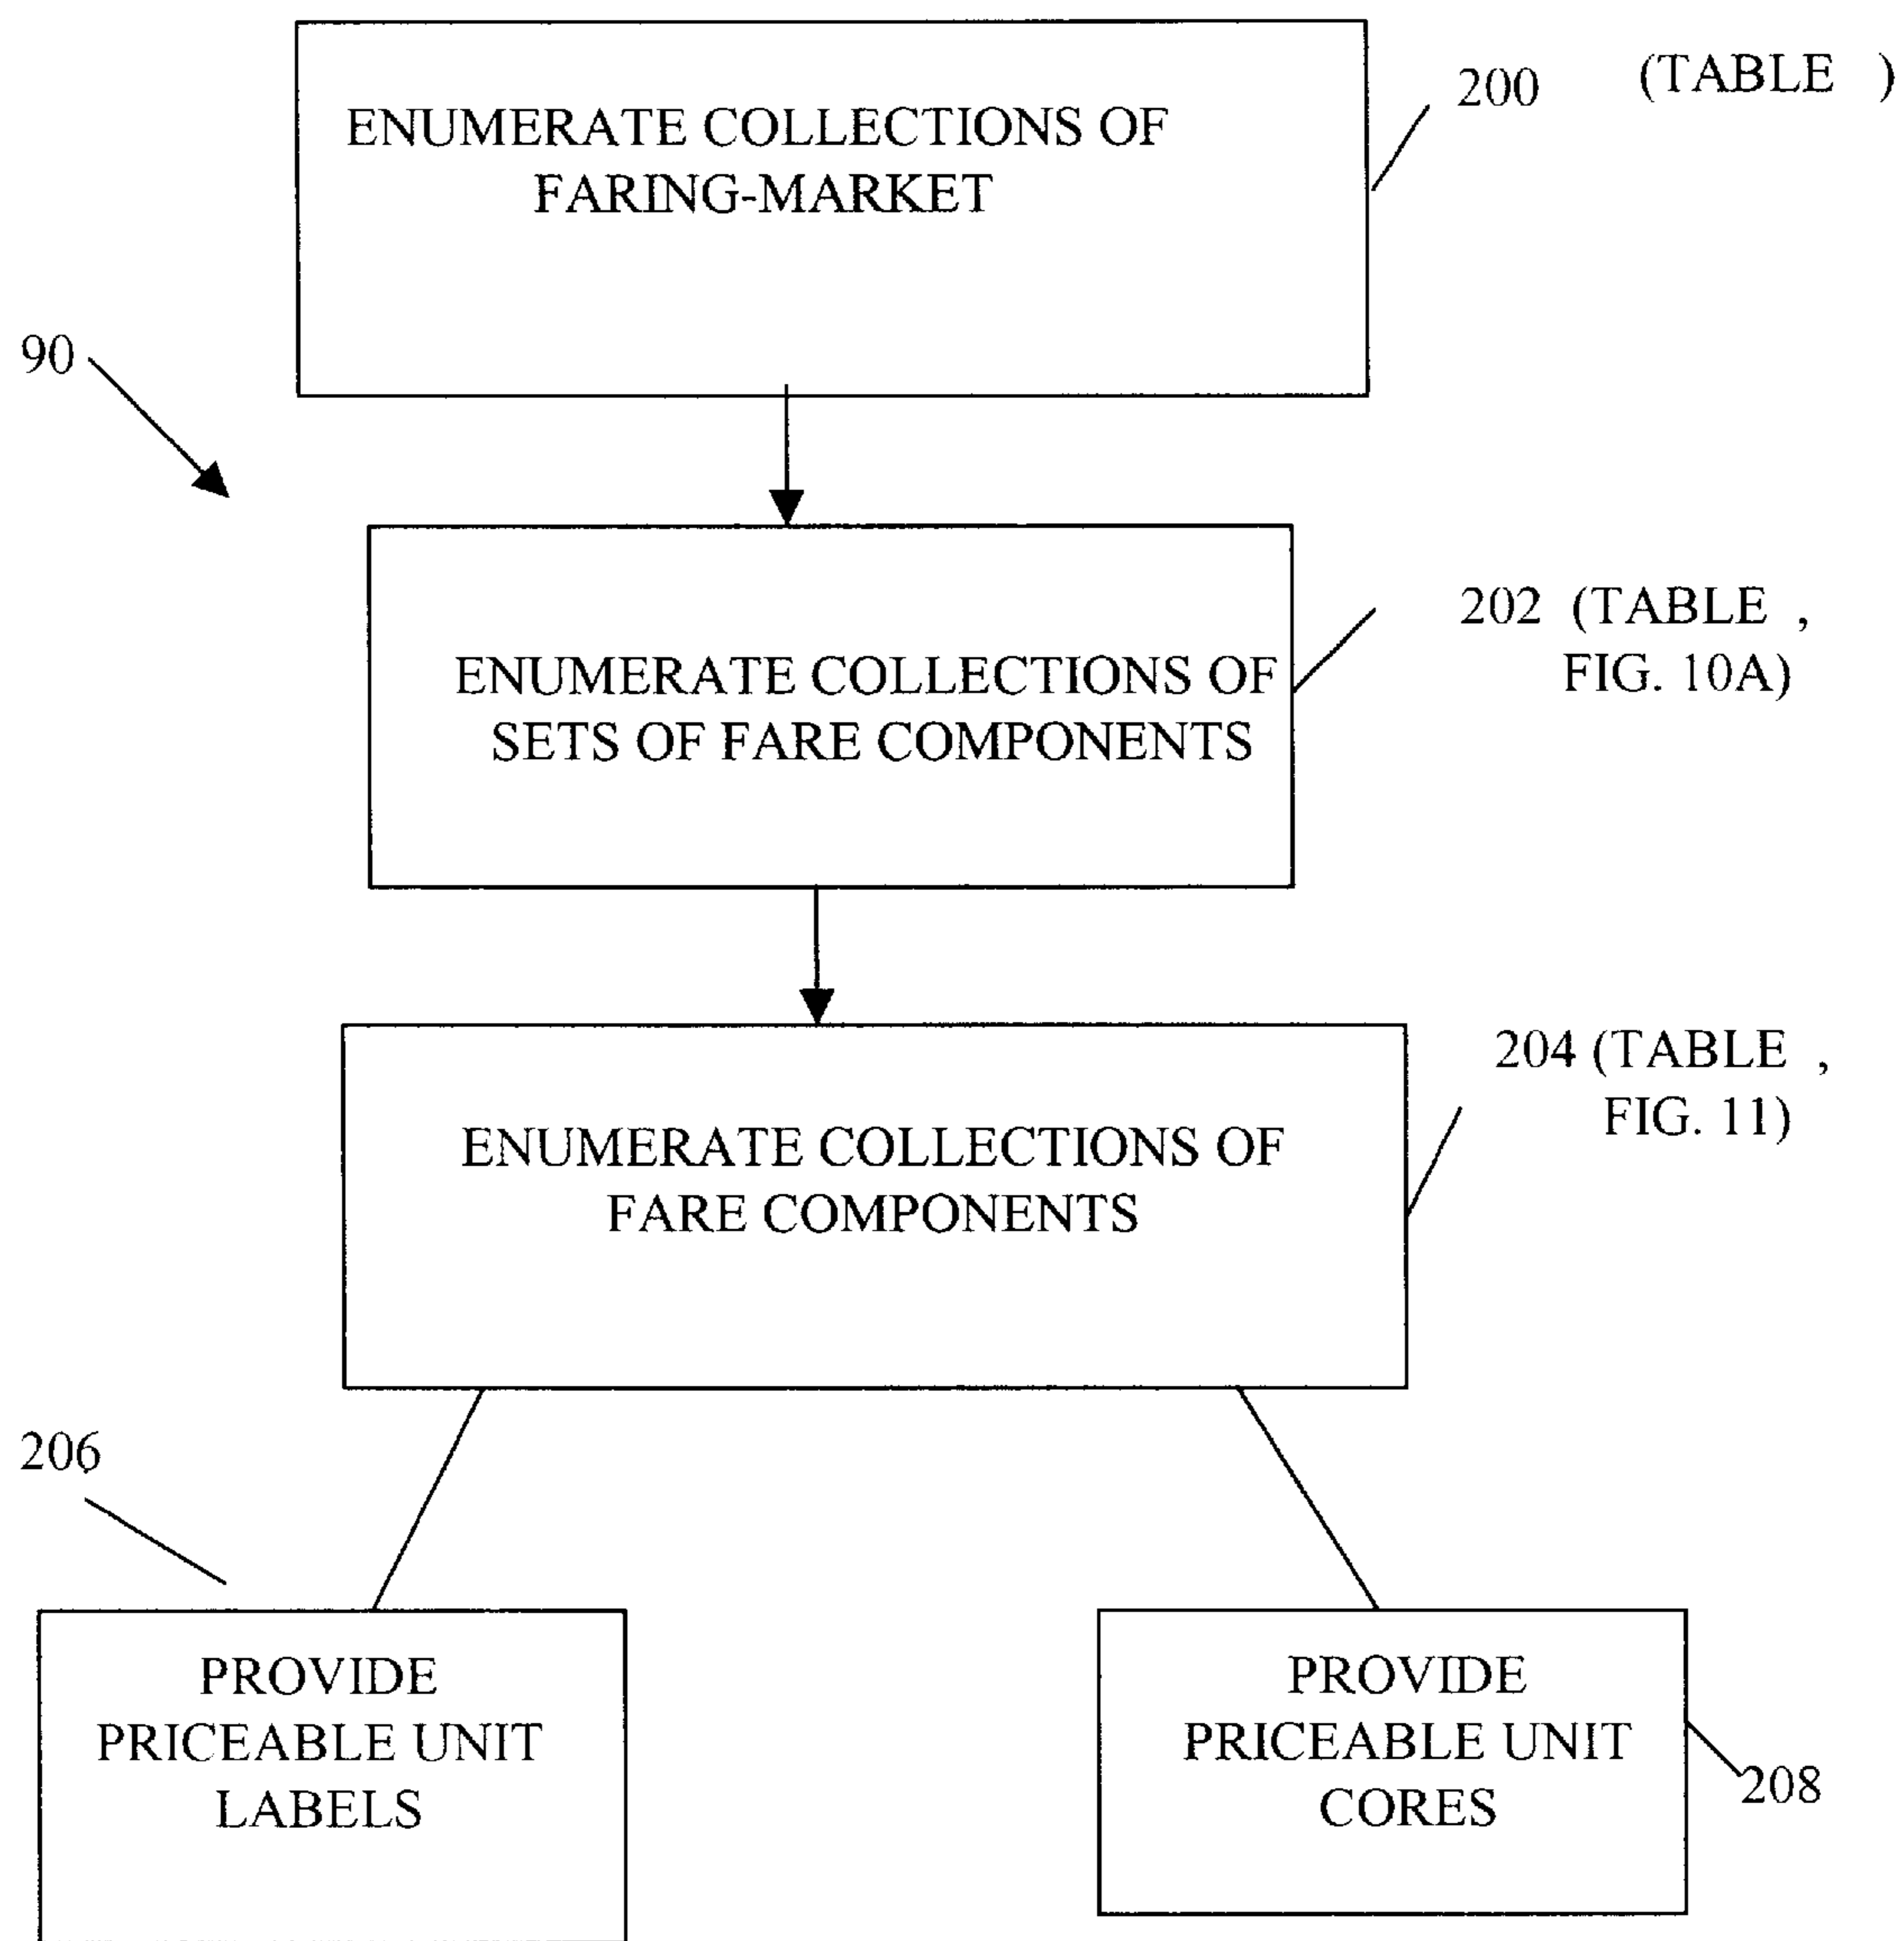 ENUMERATE COLLECTIONS OF
FARING-MARKET
200 (TABLE )
90
ENUMERATE COLLECTIONS OF
SETS OF FARE COMPONENTS
202 (TABLE ,
FIG. 10A)
ENUMERATE COLLECTIONS OF
FARE COMPONENTS
204 (TABLE ,
FIG. 11)
206
PROVIDE
PRICEABLE UNIT
LABELS
PROVIDE
PRICEABLE UNIT
CORES
208